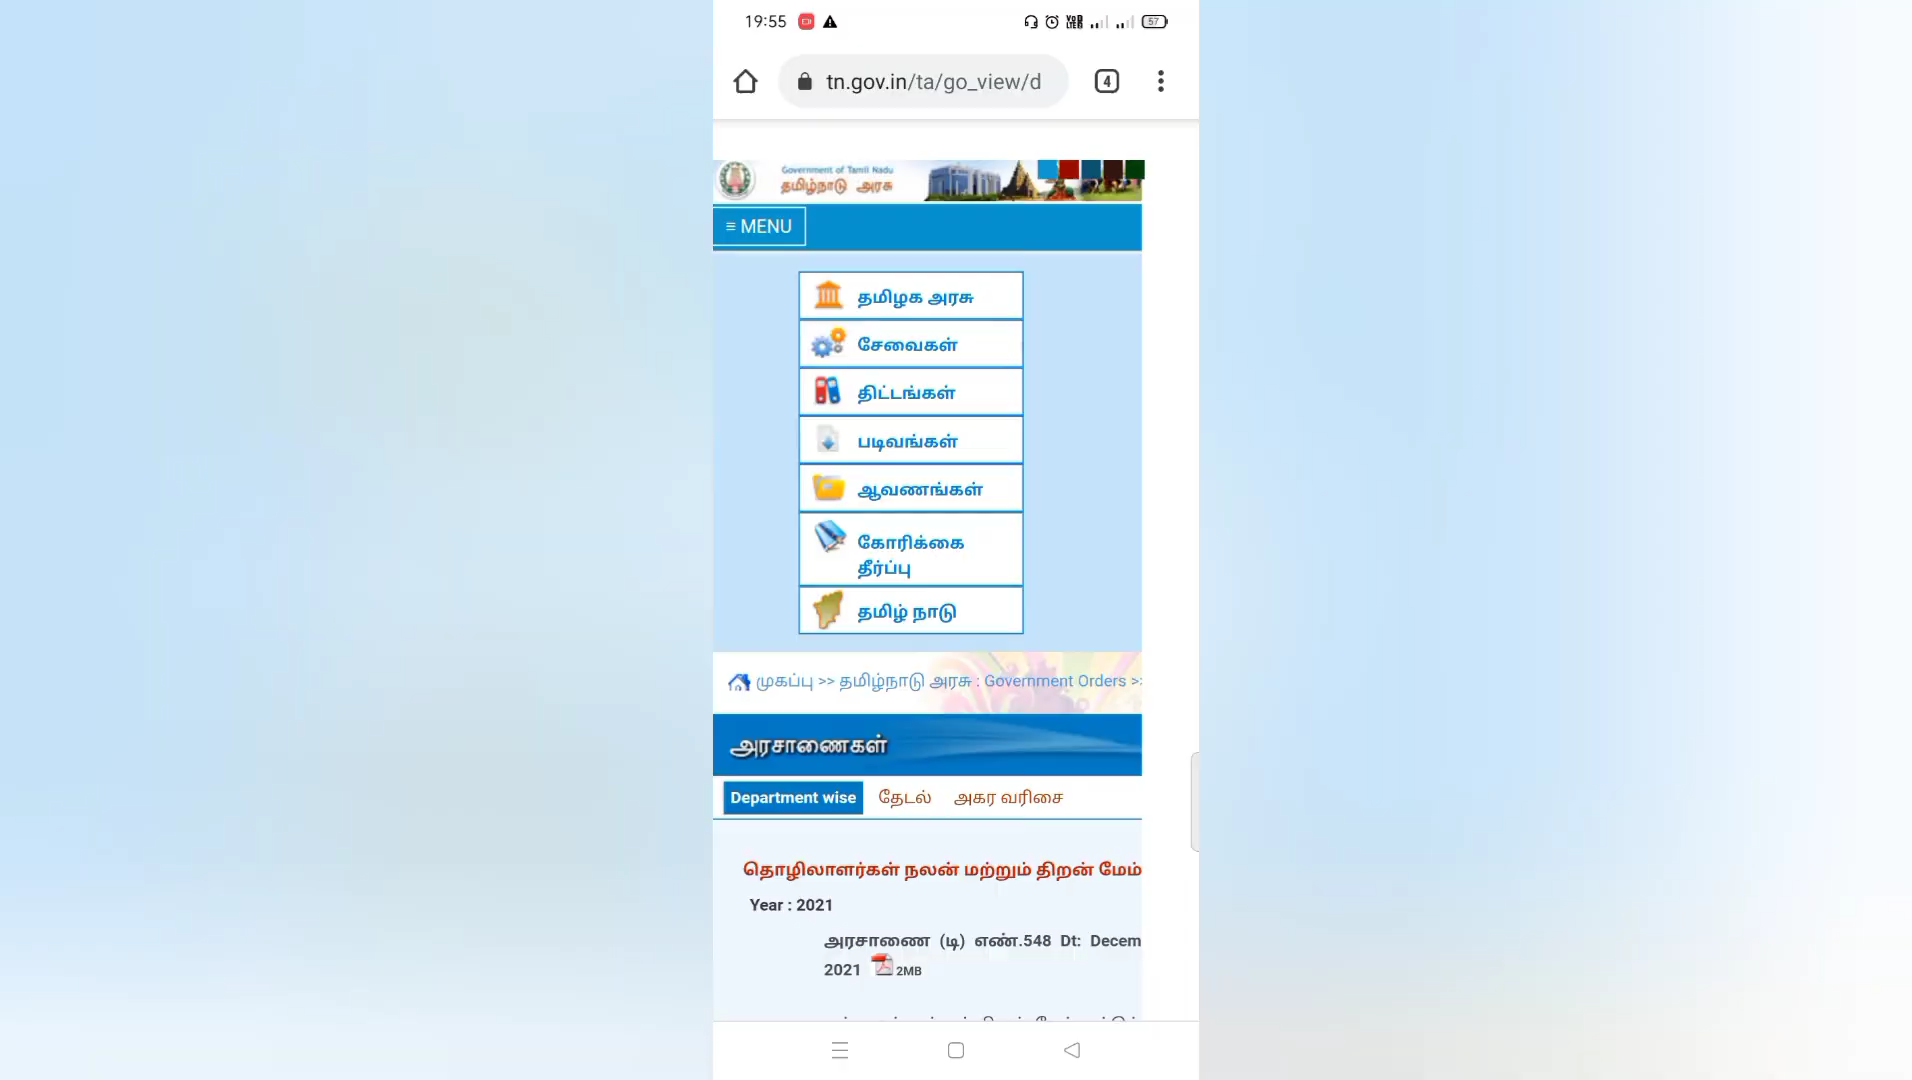 19:55
57
tn.gov.in/ta/go_view/d
4
Government of Tamil Nadu
தமிழ்நாடு அரசு
≡ MENU
தமிழக அரசு
சேவைகள்
திட்டங்கள்
படிவங்கள்
ஆவணங்கள்
கோரிக்கை
தீர்ப்பு
தமிழ் நாடு
முகப்பு >> தமிழ்நாடு அரசு : Government Orders >>
அரசாணைகள்
Department wise தேடல் அகர வரிசை
தொழிலாளர்கள் நலன் மற்றும் திறன் மேம்
Year : 2021
அரசாணை (டி) எண்.548 Dt: Decem
2021 2MB